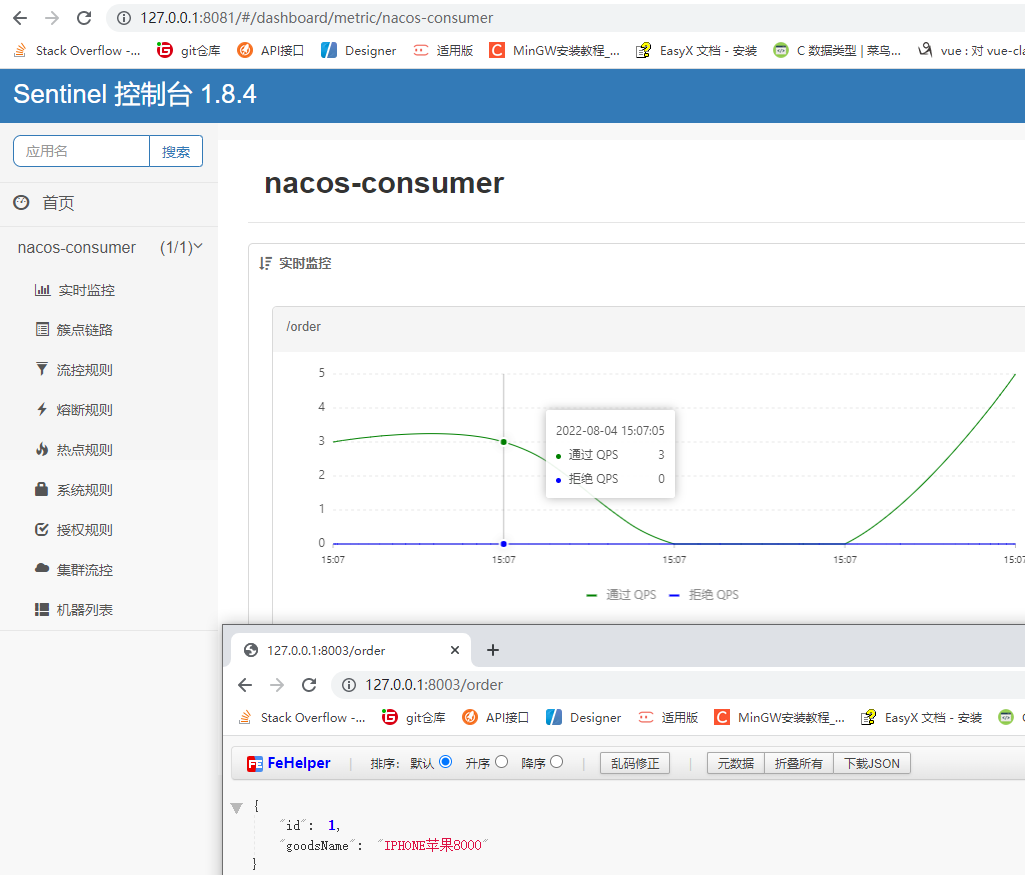 127.0.0.1:8081/#/dashboard/metric/nacos-consumer
Stack Overflow -... git仓库 API接口 Designer 适用版 MinGW安装教程_... EasyX 文档 - 安装 C 数据类型 | 菜鸟... vue : 对 vue-cla
Sentinel 控制台 1.8.4
应用名 搜索
首页
nacos-consumer (1/1)
实时监控
簇点链路
流控规则
熔断规则
热点规则
系统规则
授权规则
集群流控
机器列表
nacos-consumer
实时监控
/order
5
4
3
2
1
0
15:07 15:07 15:07 15:07 15:07
2022-08-04 15:07:05
通过 QPS 3
拒绝 QPS 0
通过 QPS 拒绝 QPS
127.0.0.1:8003/order
127.0.0.1:8003/order
Stack Overflow -... git仓库 API接口 Designer 适用版 MinGW安装教程_... EasyX 文档 - 安装
FeHelper | 排序: 默认 升序 降序 | 乱码修正 | 元数据 折叠所有 下载JSON
{
"id": 1,
"goodsName": "IPHONE苹果8000"
}